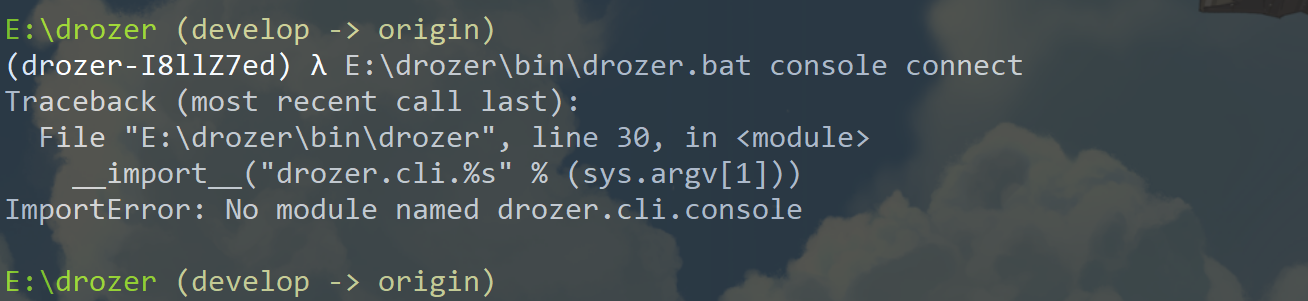 E:\drozer (develop -> origin)
(drozer-I8llZ7ed) λ E:\drozer\bin\drozer.bat console connect
Traceback (most recent call last):
  File "E:\drozer\bin\drozer", line 30, in <module>
    __import__("drozer.cli.%s" % (sys.argv[1]))
ImportError: No module named drozer.cli.console
E:\drozer (develop -> origin)